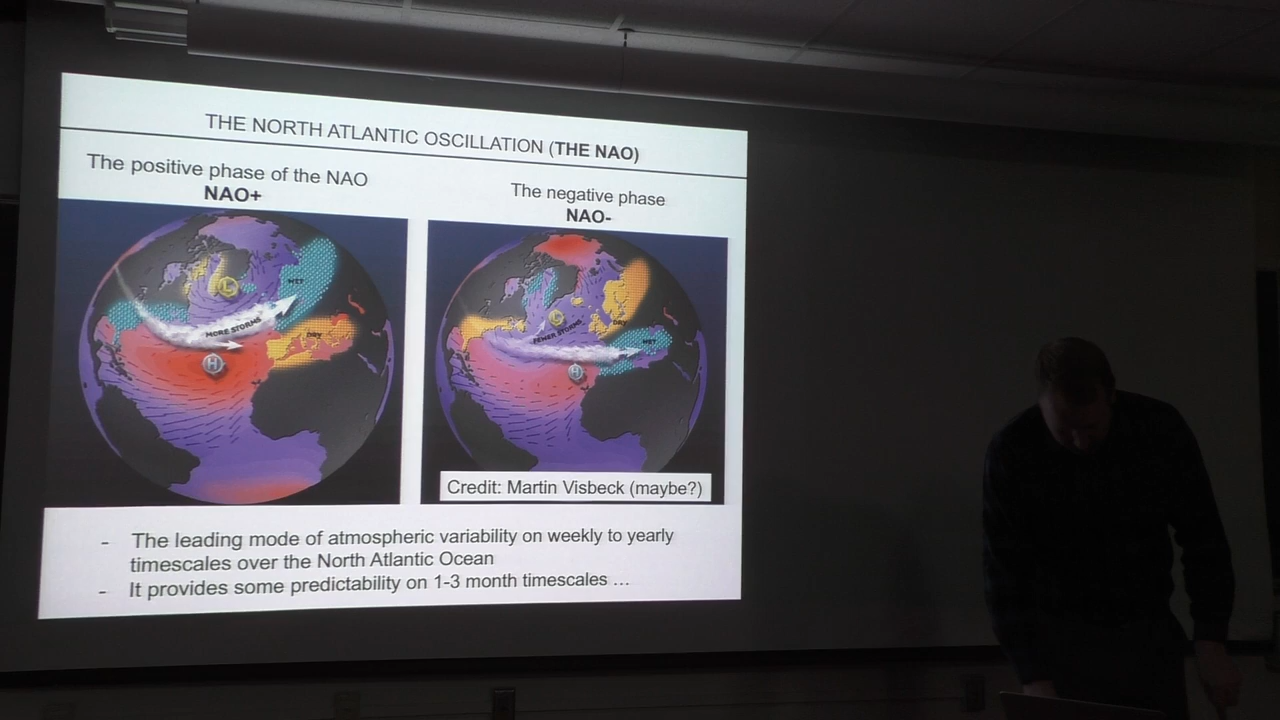 THE NORTH ATLANTIC OSCILLATION (THE NAO)
The positive phase of the NAO
NAO+
The negative phase
NAO-
L
WET
MORE STORMS
DRY
H
L
FEWER STORMS
DRY
WET
H
Credit: Martin Visbeck (maybe?)
- The leading mode of atmospheric variability on weekly to yearly
timescales over the North Atlantic Ocean
- It provides some predictability on 1-3 month timescales ...